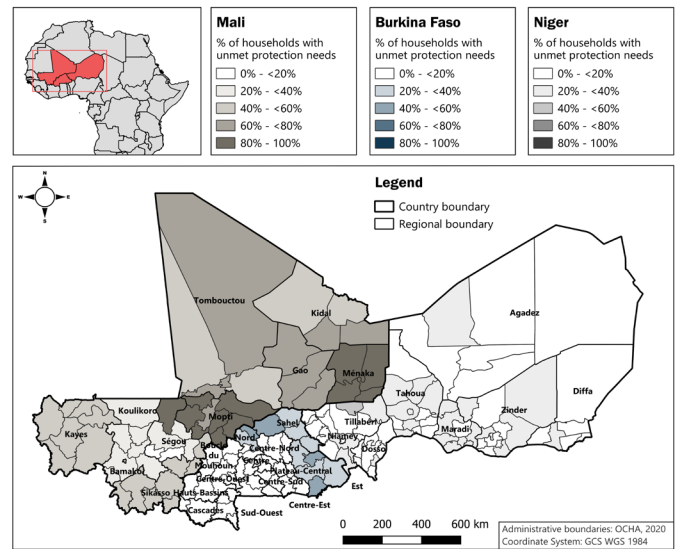 Mali
% of households with
unmet protection needs
0% - <20%
20% - <40%
40% - <60%
60% - <80%
80% - 100%
Burkina Faso
% of households with
unmet protection needs
0% - <20%
20% - <40%
40% - <60%
60% - <80%
80% - 100%
Niger
% of households with
unmet protection needs
0% - <20%
20% - <40%
40% - <60%
60% - <80%
80% - 100%
N
W
E
S
Legend
Country boundary
Regional boundary
Tombouctou
Kidal
Agadez
Gao
Ménaka
Tahoua
Diffa
Zinder
Koulikoro
Mopti
Sahel
Tillabéri
Maradi
Kayes
Ségou
Nord
Niamey
Boucle
du
Mouhoun
Centre-Nord
Dosso
Bamako
Centre
Plateau-Central
Centre-Ouest
Centre-Sud
Est
Sikasso
Hauts-Bassins
Cascades
Sud-Ouest
Centre-Est
0 200 400 600 km
Administrative boundaries: OCHA, 2020
Coordinate System: GCS WGS 1984